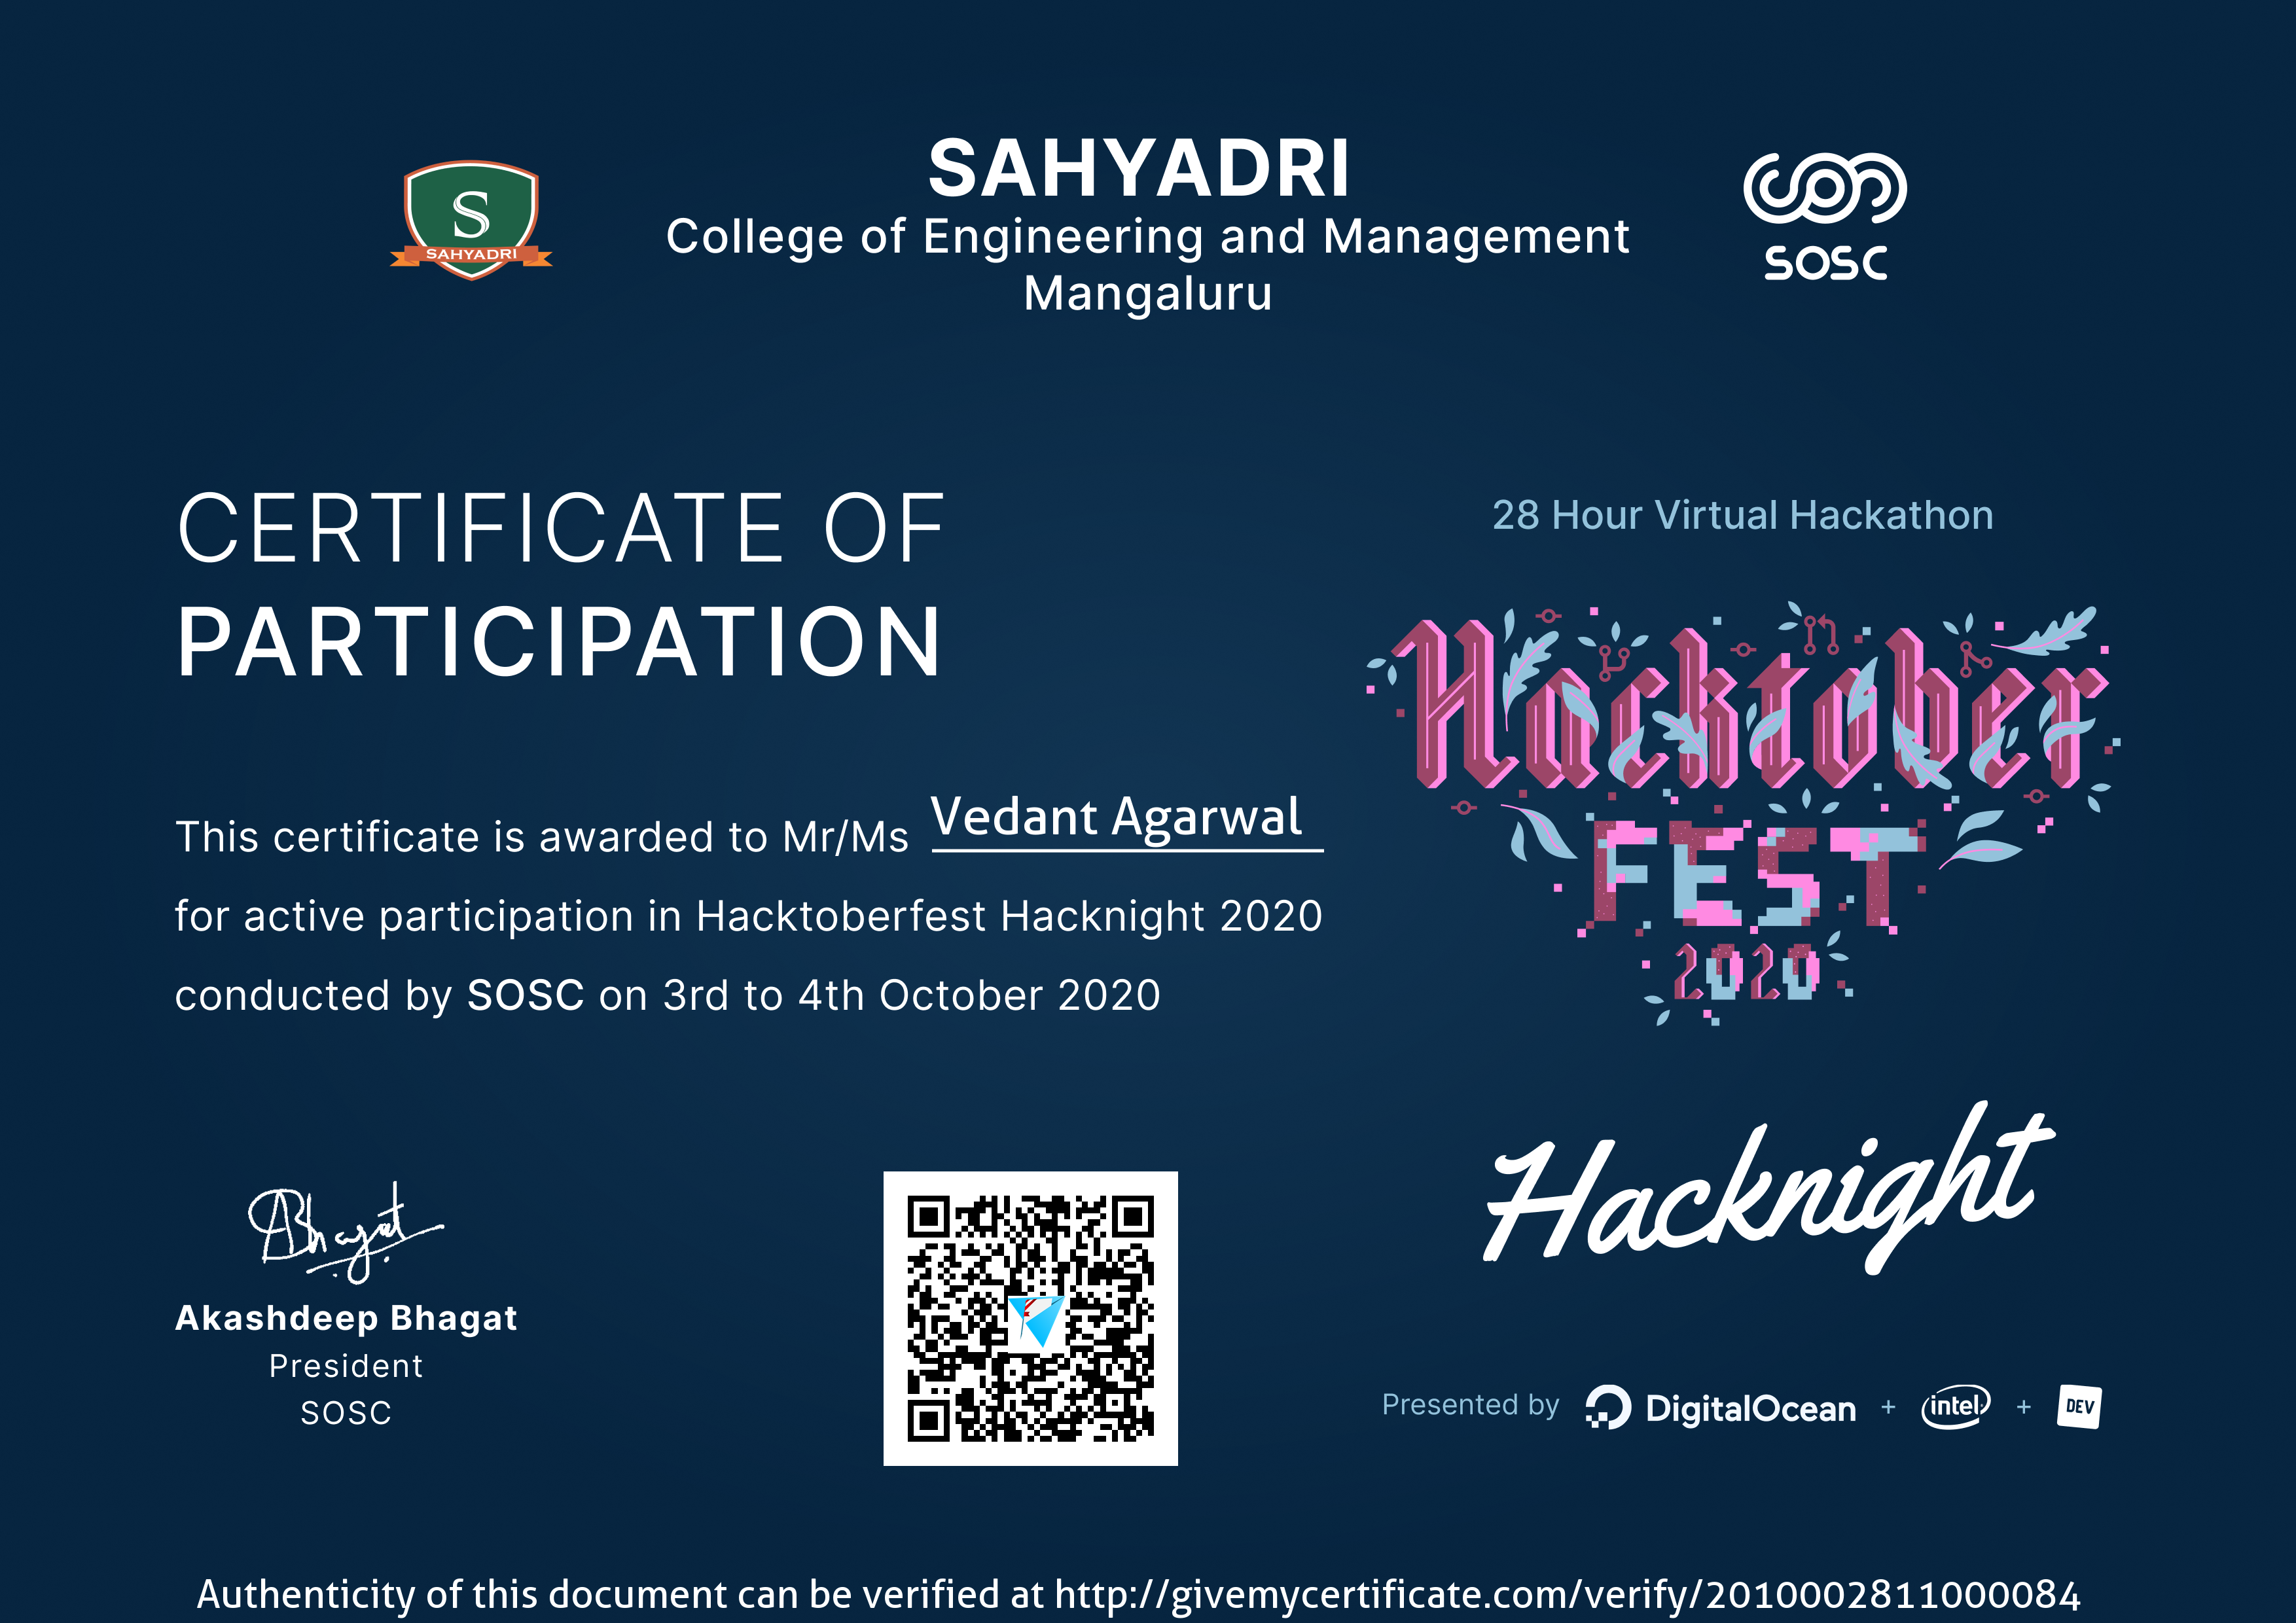 SAHYADRI
College of Engineering and Management
Mangaluru
S
SAHYADRI
SOSC
CERTIFICATE OF
PARTICIPATION
28 Hour Virtual Hackathon
Hacktober
FEST
2020
This certificate is awarded to Mr/Ms Vedant Agarwal
for active participation in Hacktoberfest Hacknight 2020
conducted by SOSC on 3rd to 4th October 2020
Hacknight
ABhagat
Akashdeep Bhagat
President
SOSC
Presented by DigitalOcean + intel + DEV
Authenticity of this document can be verified at http://givemycertificate.com/verify/2010002811000084